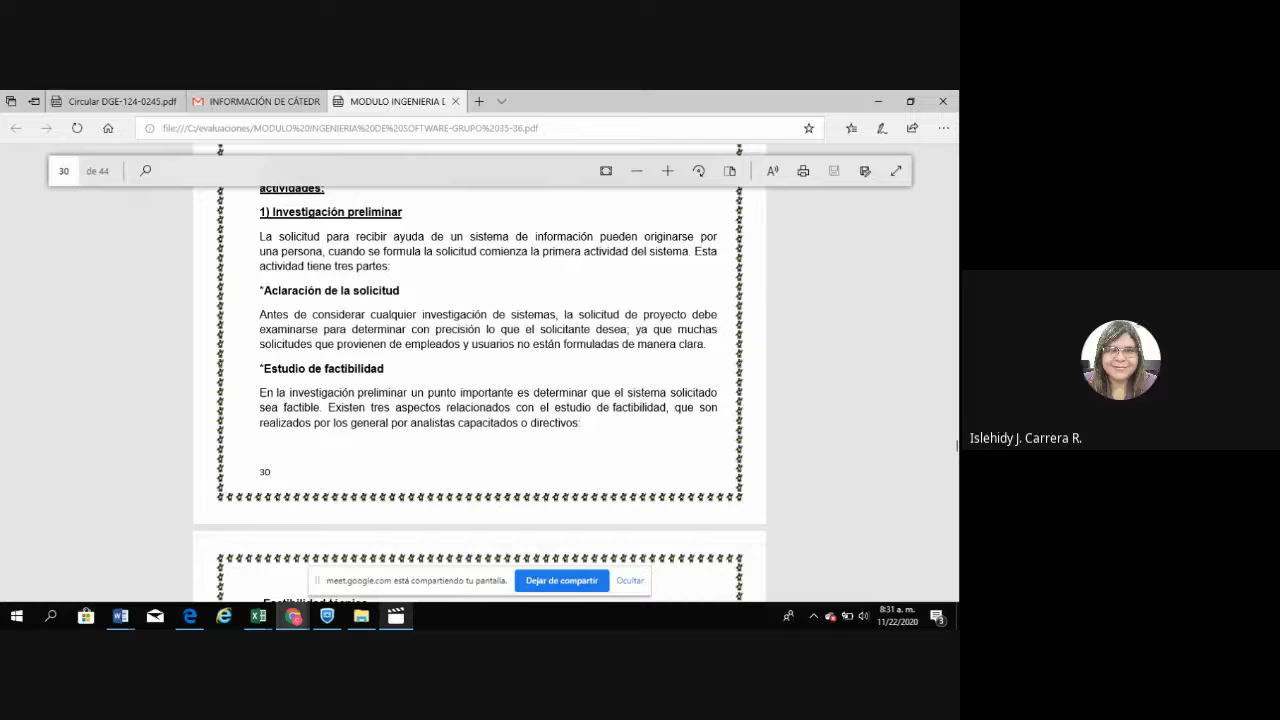 Circular DGE-124-0245.pdf
INFORMACIÓN DE CÁTEDR
MODULO INGENIERIA D
file:///C:/evaluaciones/MODULO%20INGENIERIA%20DE%20SOFTWARE-GRUPO%2035-36.pdf
30 de 44
actividades:
1) Investigación preliminar
La solicitud para recibir ayuda de un sistema de información pueden originarse por
una persona, cuando se formula la solicitud comienza la primera actividad del sistema. Esta
actividad tiene tres partes:
*Aclaración de la solicitud
Antes de considerar cualquier investigación de sistemas, la solicitud de proyecto debe
examinarse para determinar con precisión lo que el solicitante desea; ya que muchas
solicitudes que provienen de empleados y usuarios no están formuladas de manera clara.
*Estudio de factibilidad
En la investigación preliminar un punto importante es determinar que el sistema solicitado
sea factible. Existen tres aspectos relacionados con el estudio de factibilidad, que son
realizados por los general por analistas capacitados o directivos:
30
Islehidy J. Carrera R.
meet.google.com está compartiendo tu pantalla.
Dejar de compartir
Ocultar
Factibilidad técnica
8:31 a. m.
11/22/2020
3